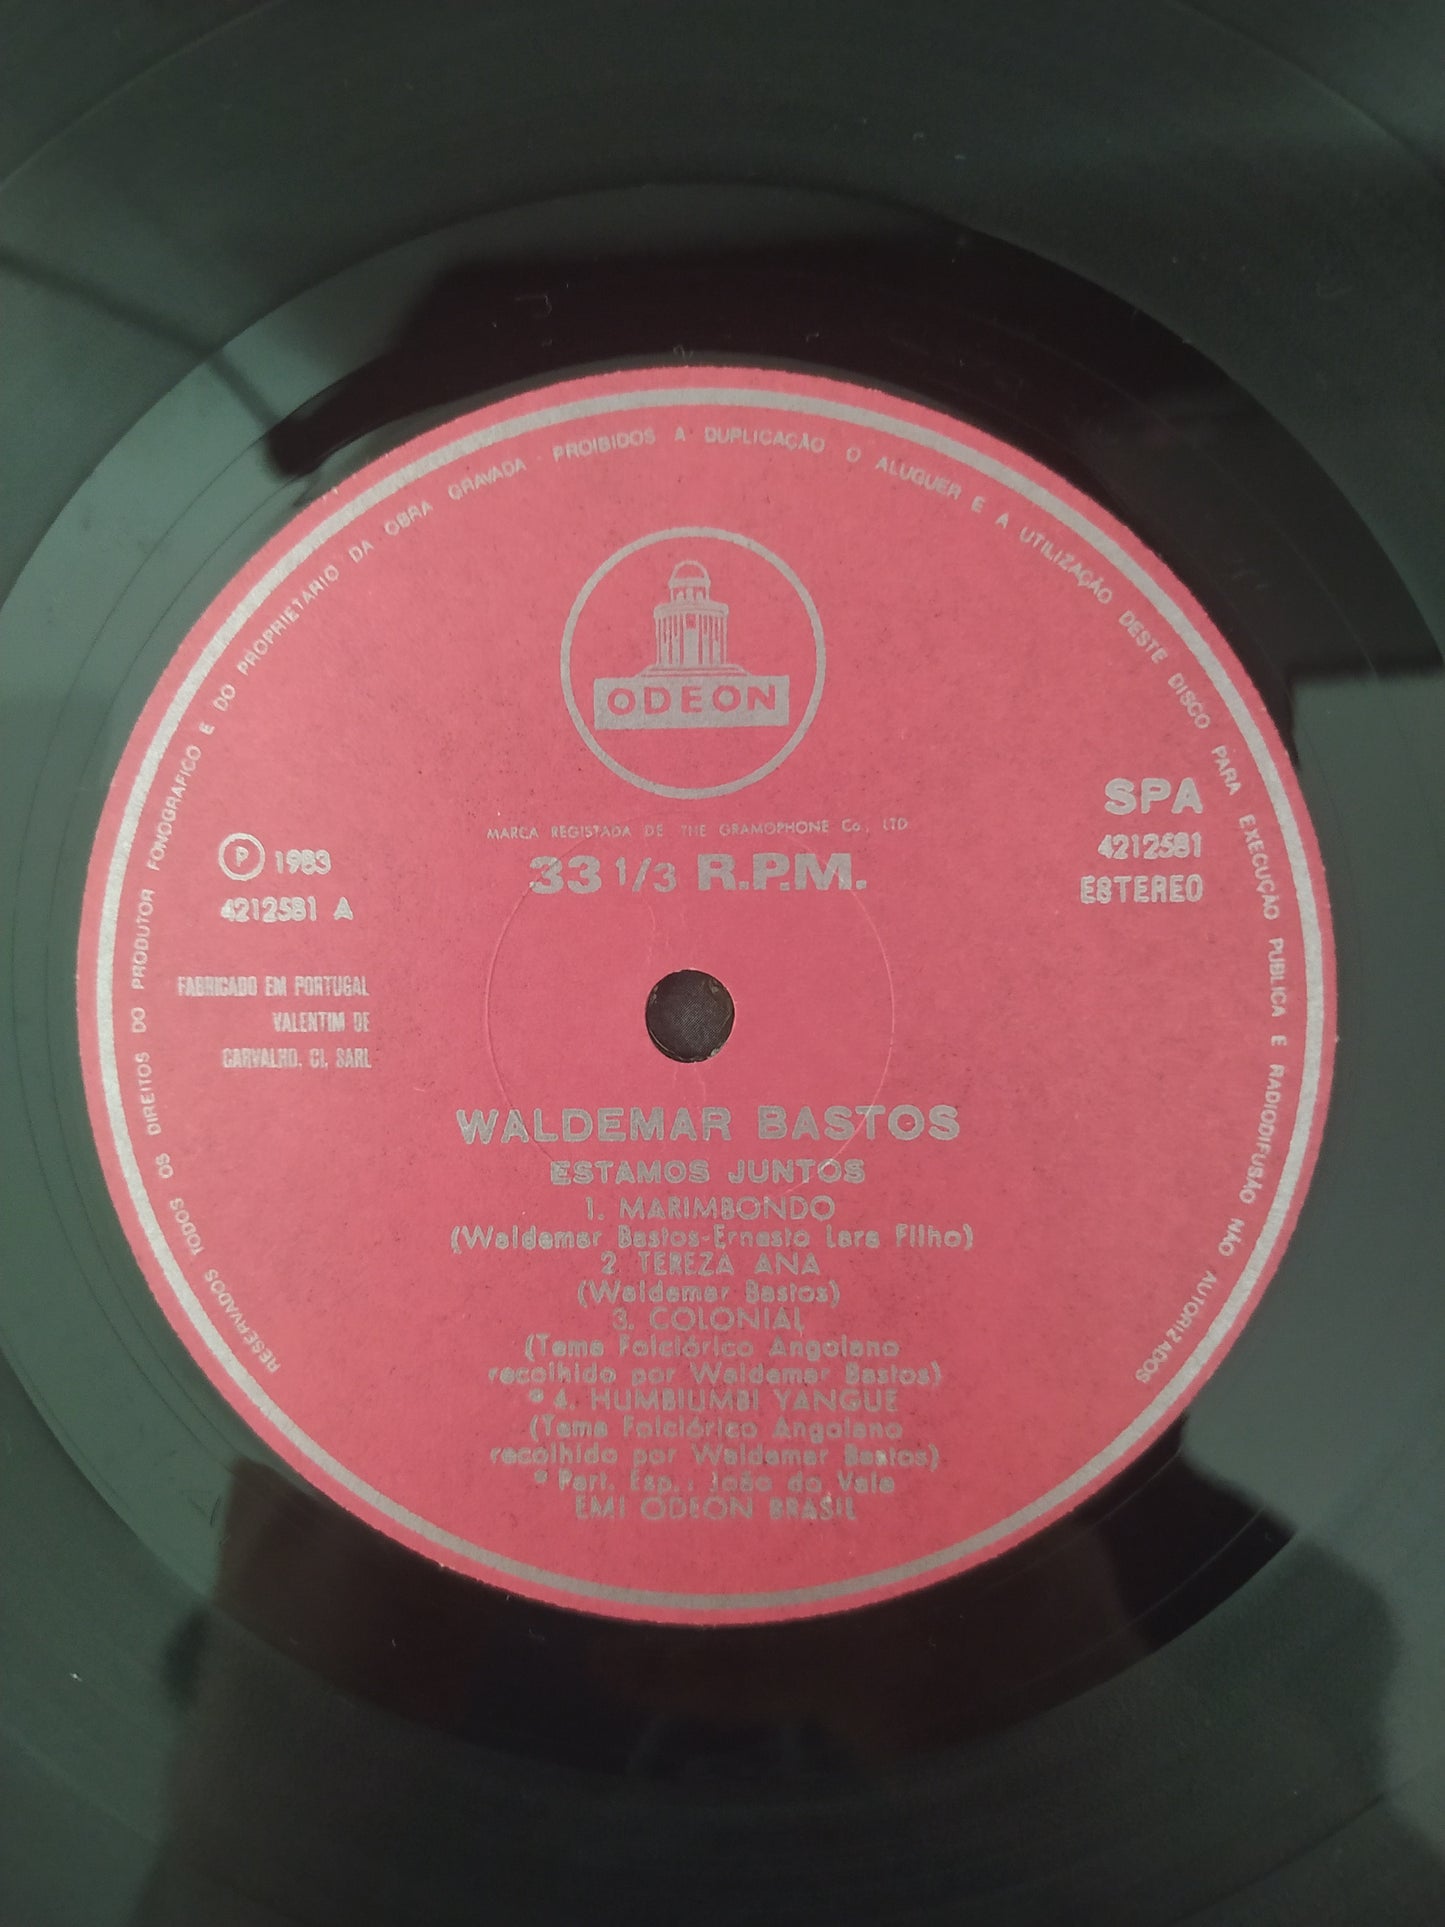 RESERVADOS TODOS OS DIREITOS DO PRODUTOR FONOGRAFICO E DO PROPRIETARIO DA OBRA GRAVADA · PROIBIDOS A DUPLICAÇÃO O ALUGUER E A UTILIZAÇÃO DESTE DISCO PARA EXECUÇÃO PUBLICA E RADIODIFUSÃO NÃO AUTORIZADOS
ODEON
MARCA REGISTADA DE THE GRAMOPHONE Co., LTD
33 1/3 R.P.M.
SPA
4212581
ESTEREO
Ⓟ 1983
4212581 A
FABRICADO EM PORTUGAL
VALENTIM DE
CARVALHO, CI, SARL
WALDEMAR BASTOS
ESTAMOS JUNTOS
1. MARIMBONDO
(Waldemar Bastos-Ernesto Lara Filho)
2. TEREZA ANA
(Waldemar Bastos)
3. COLONIAL
(Tema Folclórico Angolano
recolhido por Waldemar Bastos)
* 4. HUMBIUMBI YANGUE
(Tema Folclórico Angolano
recolhido por Waldemar Bastos)
* Part. Esp.: João do Vale
EMI ODEON BRASIL